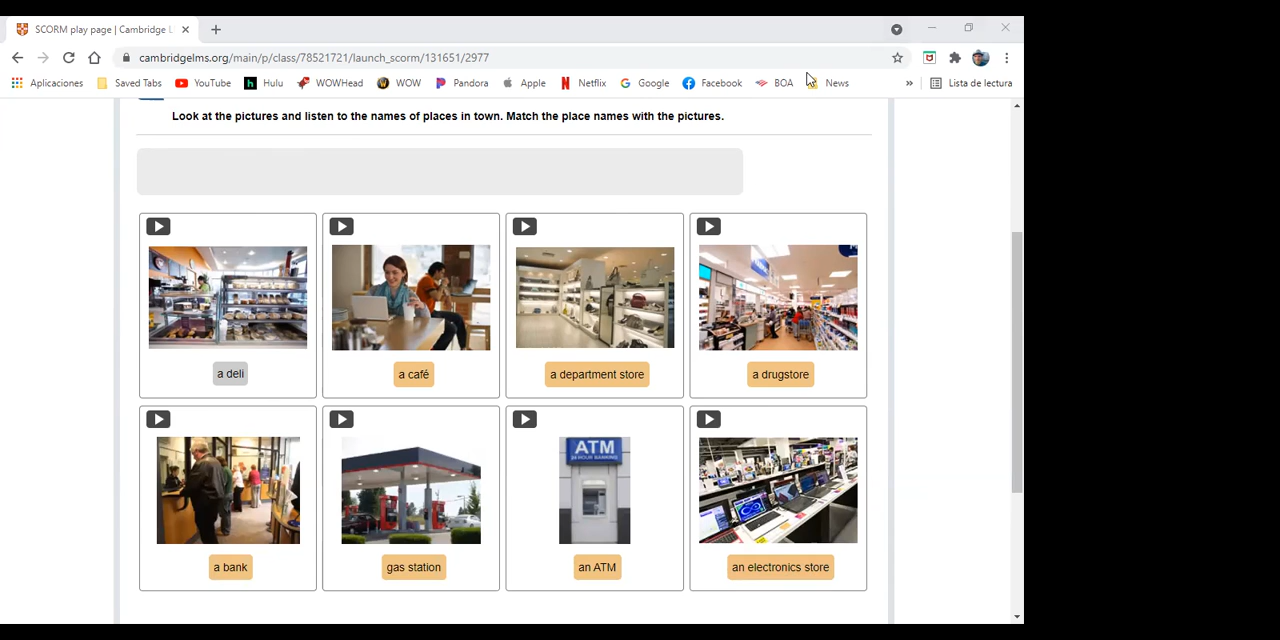 SCORM play page | Cambridge L
cambridgelms.org/main/p/class/78521721/launch_scorm/131651/2977
Aplicaciones Saved Tabs YouTube Hulu WOWHead WOW Pandora Apple Netflix Google Facebook BOA News » Lista de lectura
Look at the pictures and listen to the names of places in town. Match the place names with the pictures.
a deli a café a department store a drugstore
ATM
24 HOUR BANKING
a bank gas station an ATM an electronics store